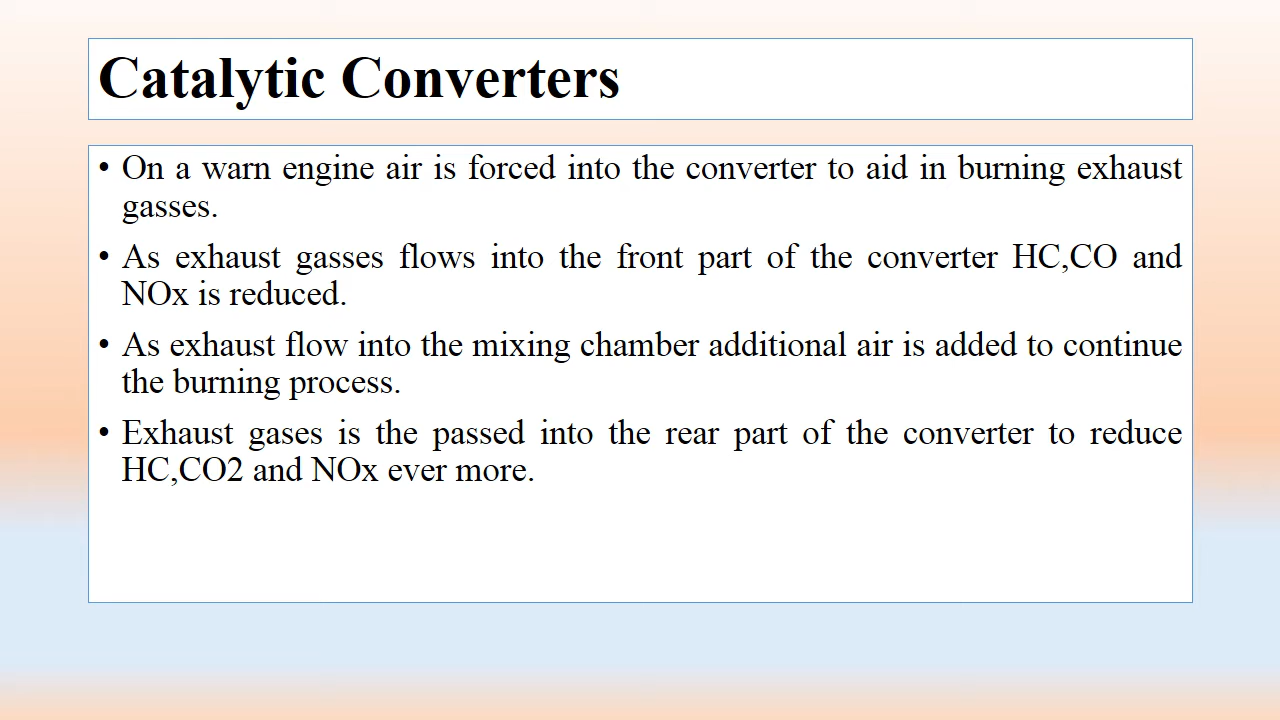 Catalytic Converters
• On a warn engine air is forced into the converter to aid in burning exhaust
gasses.
• As exhaust gasses flows into the front part of the converter HC,CO and
NOx is reduced.
• As exhaust flow into the mixing chamber additional air is added to continue
the burning process.
• Exhaust gases is the passed into the rear part of the converter to reduce
HC,CO2 and NOx ever more.